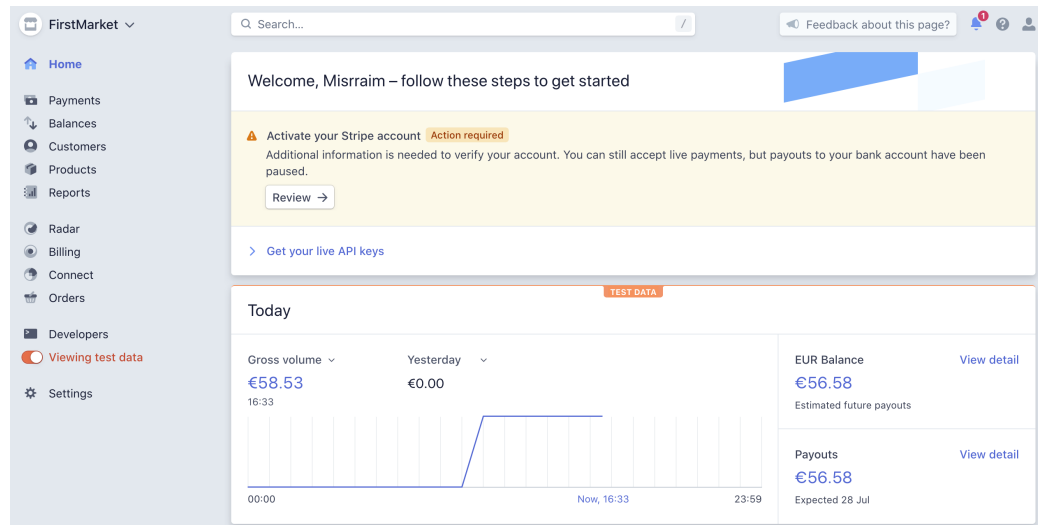 FirstMarket
Search...
/
Feedback about this page?
1
Home
Payments
Balances
Customers
Products
Reports
Radar
Billing
Connect
Orders
Developers
Viewing test data
Settings
Welcome, Misrraim – follow these steps to get started
Activate your Stripe account Action required
Additional information is needed to verify your account. You can still accept live payments, but payouts to your bank account have been
paused.
Review →
Get your live API keys
TEST DATA
Today
Gross volume
€58.53
16:33
Yesterday
€0.00
00:00
Now, 16:33
23:59
EUR Balance
View detail
€56.58
Estimated future payouts
Payouts
View detail
€56.58
Expected 28 Jul